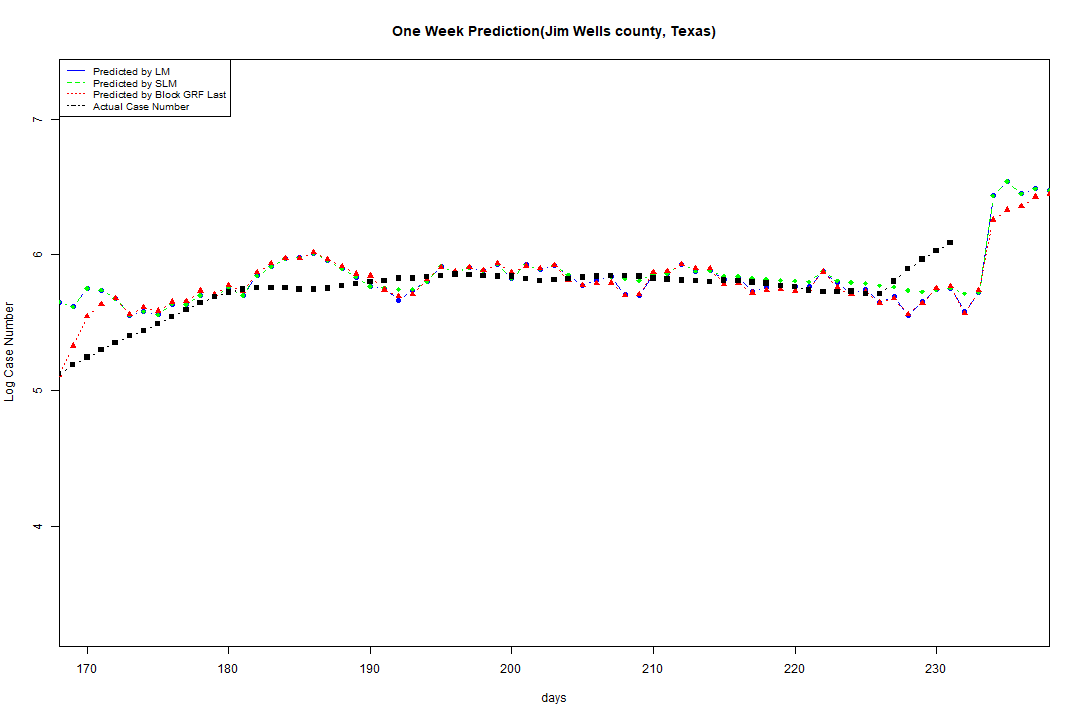 One Week Prediction(Jim Wells county, Texas)
Predicted by LM
Predicted by SLM
Predicted by Block GRF Last
Actual Case Number
7
6
5
4
Log Case Number
170 180 190 200 210 220 230
days